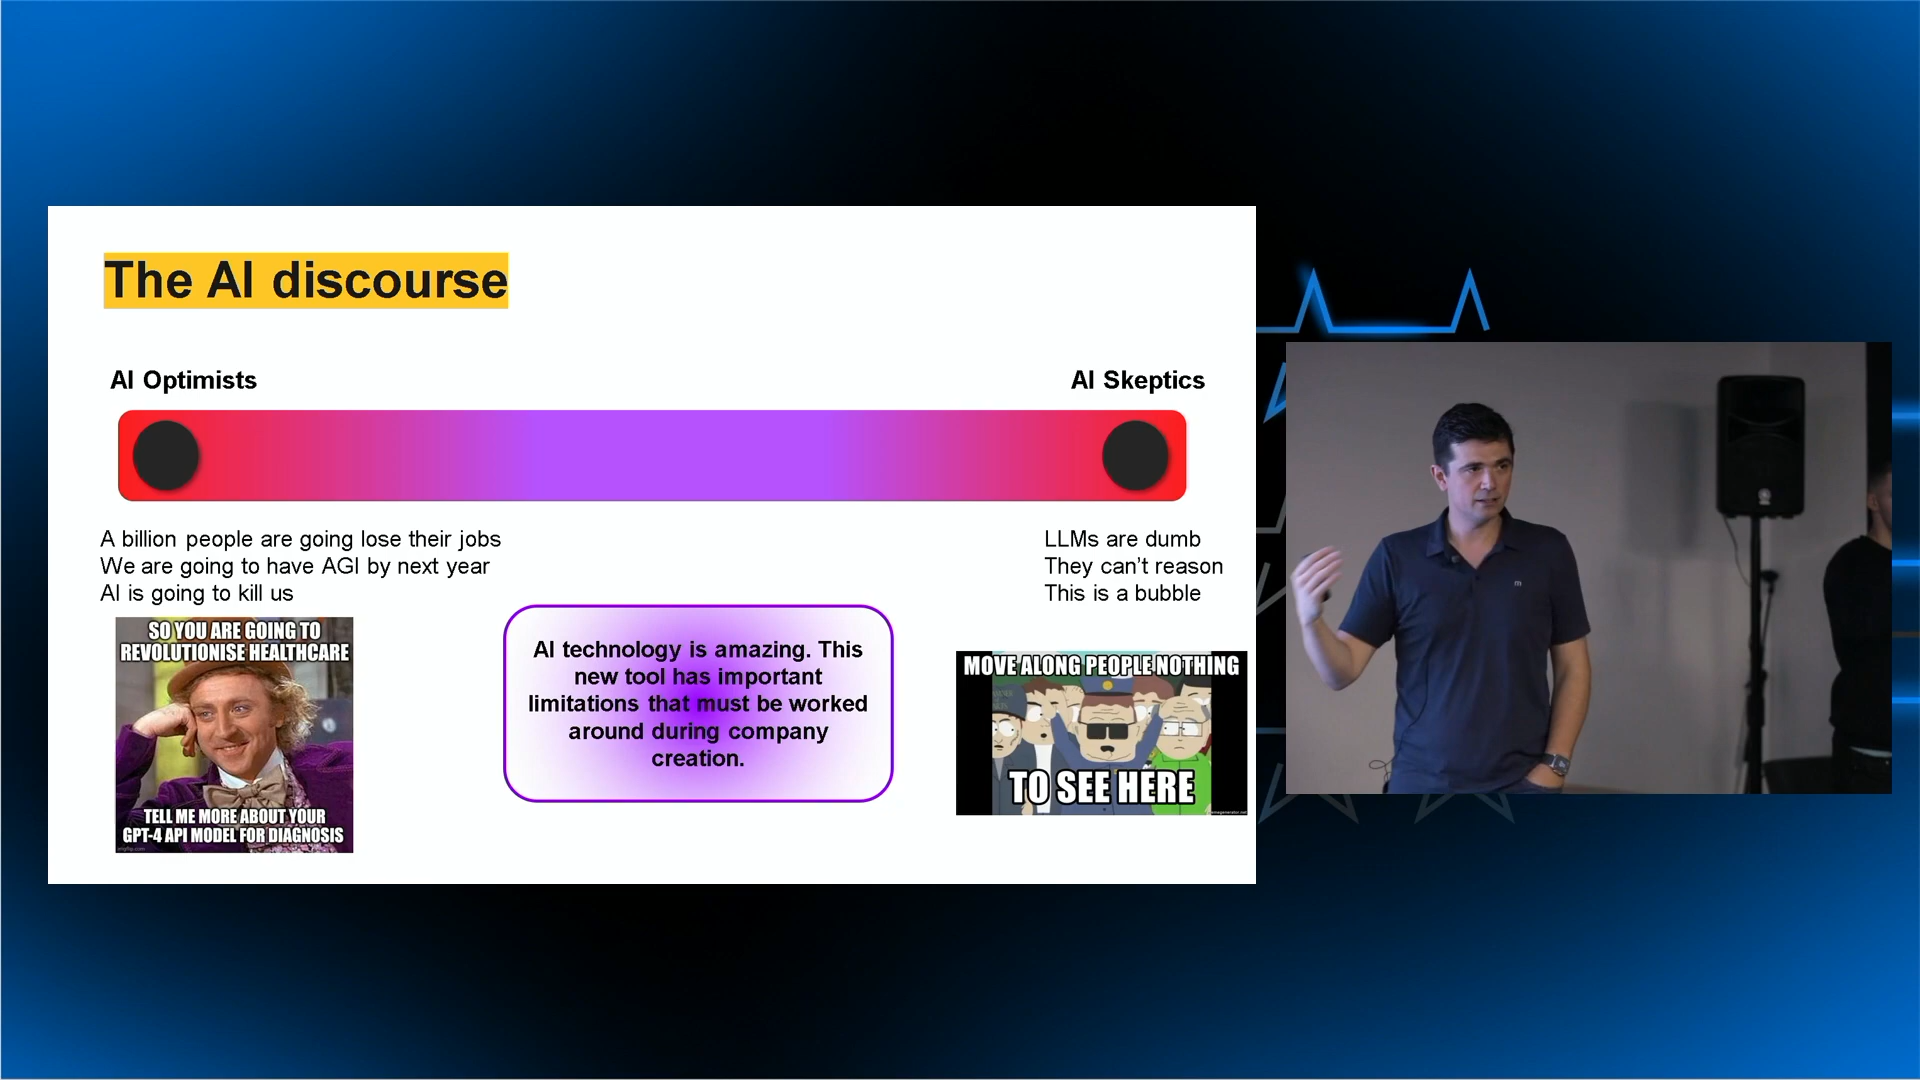 The AI discourse
AI Optimists
AI Skeptics
A billion people are going lose their jobs
We are going to have AGI by next year
AI is going to kill us
LLMs are dumb
They can't reason
This is a bubble
SO YOU ARE GOING TO
REVOLUTIONISE HEALTHCARE
TELL ME MORE ABOUT YOUR
GPT-4 API MODEL FOR DIAGNOSIS
AI technology is amazing. This
new tool has important
limitations that must be worked
around during company
creation.
MOVE ALONG PEOPLE NOTHING
TO SEE HERE
m